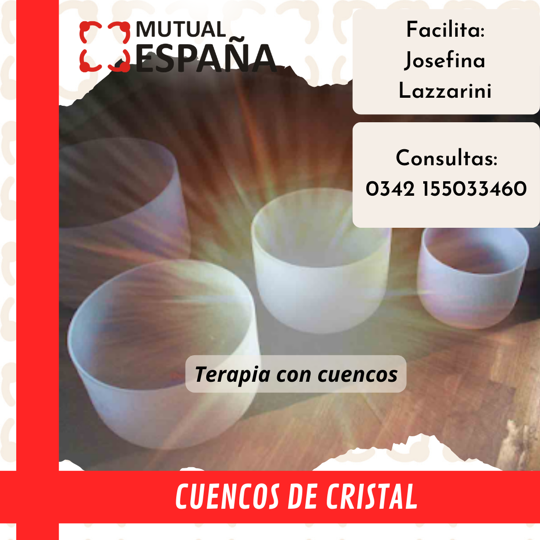 MUTUAL
ESPAÑA
Facilita:
Josefina
Lazzarini
Consultas:
0342 155033460
Terapia con cuencos
CUENCOS DE CRISTAL